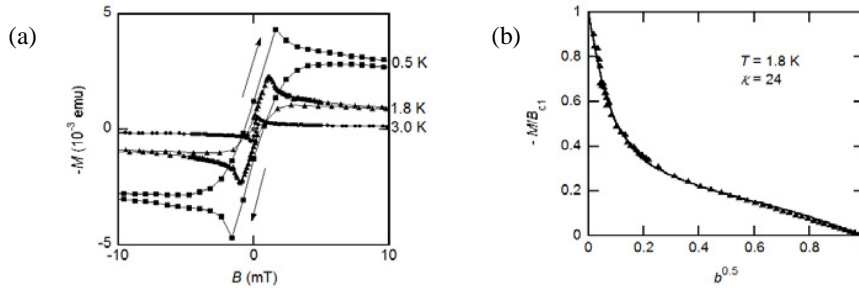 (a)
5
0
-5
-M (10⁻³ emu)
0.5 K
1.8 K
3.0 K
-10
0
10
B (mT)
(b)
1
0.8
0.6
0.4
0.2
0
- M/B_c1
T = 1.8 K
κ = 24
0
0.2
0.4
0.6
0.8
1
b^0.5